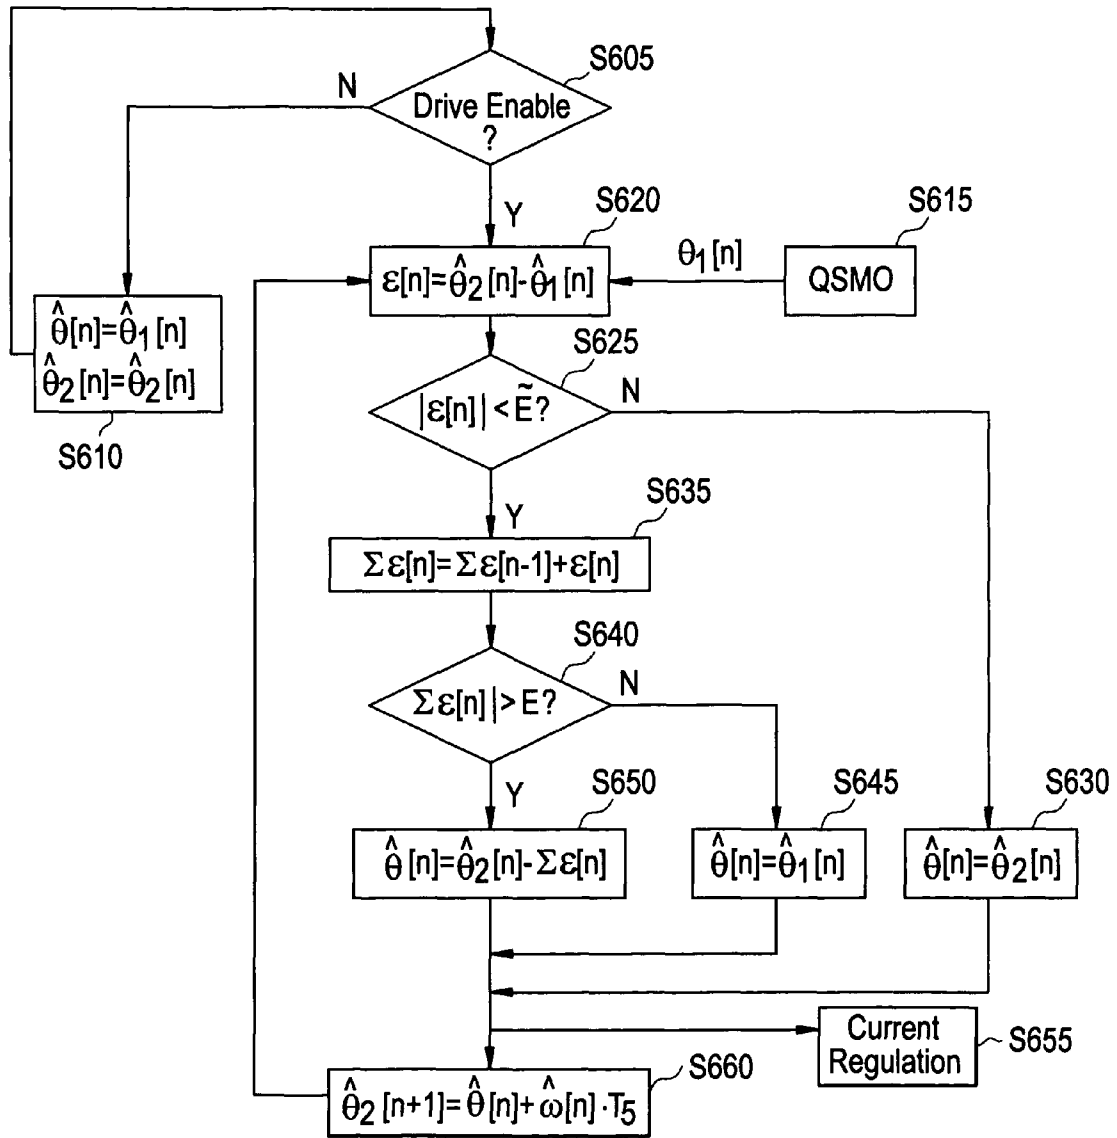 S605
N
Drive Enable
?
Y
S620
S615
ε[n]=θ̂2[n]-θ̂1[n]
θ1[n]
QSMO
θ̂[n]=θ̂1[n]
θ̂2[n]=θ̂2[n]
S610
S625
N
|ε[n]|<Ẽ?
Y
S635
Σε[n]=Σε[n-1]+ε[n]
S640
N
Σε[n]|>E?
Y
S650
S645
S630
θ̂[n]=θ̂2[n]-Σε[n]
θ̂[n]=θ̂1[n]
θ̂[n]=θ̂2[n]
Current
Regulation
S655
S660
θ̂2[n+1]=θ̂[n]+ω̂[n]·T5